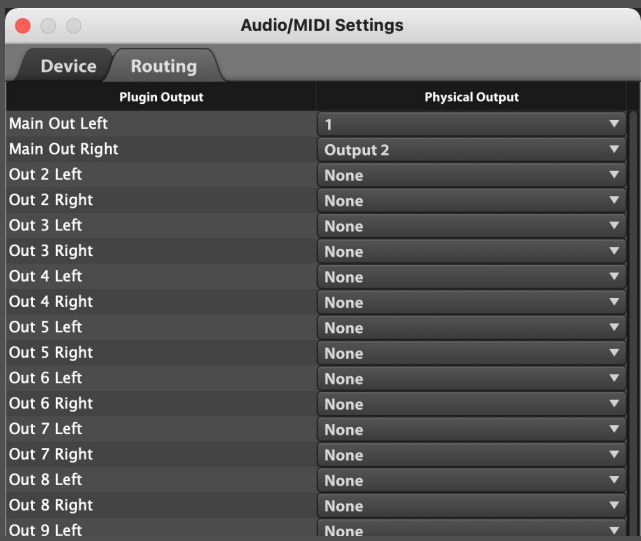 Audio/MIDI Settings
Device Routing
Plugin Output Physical Output
Main Out Left 1
Main Out Right Output 2
Out 2 Left None
Out 2 Right None
Out 3 Left None
Out 3 Right None
Out 4 Left None
Out 4 Right None
Out 5 Left None
Out 5 Right None
Out 6 Left None
Out 6 Right None
Out 7 Left None
Out 7 Right None
Out 8 Left None
Out 8 Right None
Out 9 Left None